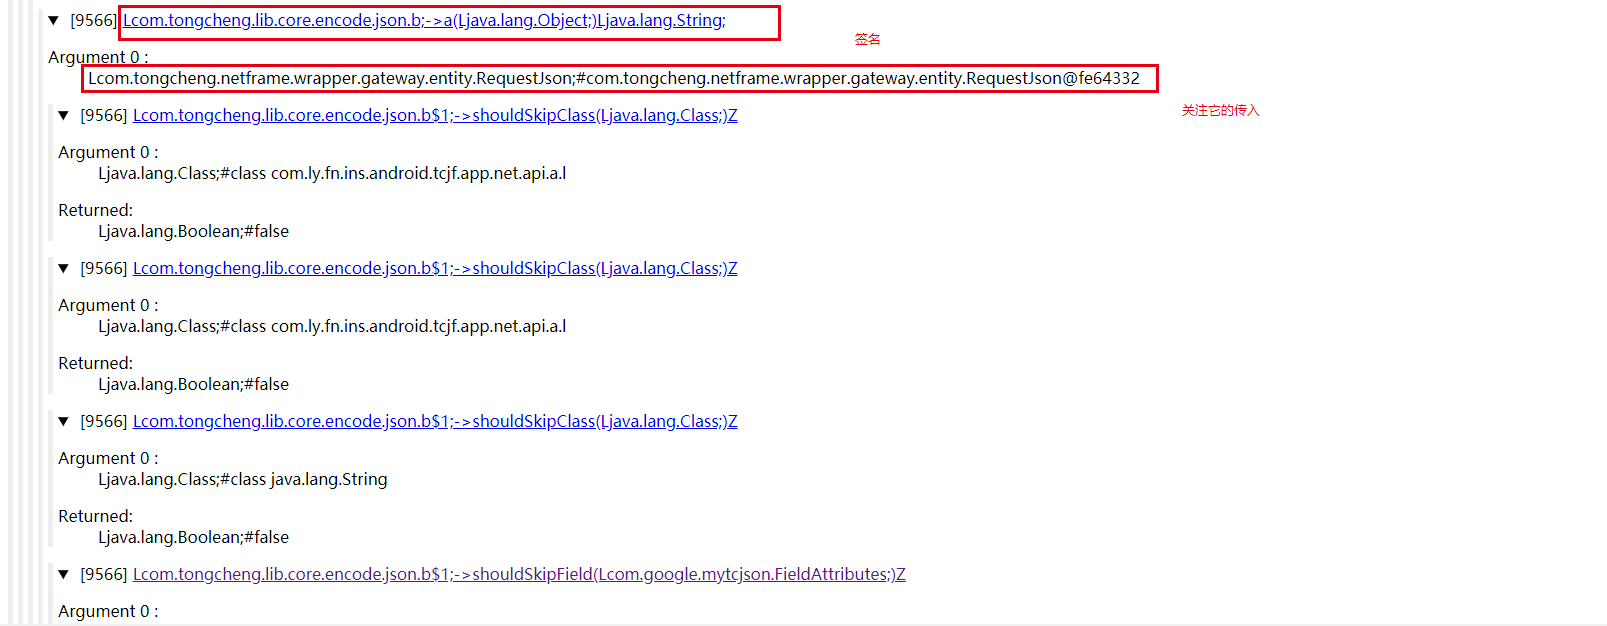 ▼ [9566] Lcom.tongcheng.lib.core.encode.json.b;->a(Ljava.lang.Object;)Ljava.lang.String;
签名
Argument 0 :
Lcom.tongcheng.netframe.wrapper.gateway.entity.RequestJson;#com.tongcheng.netframe.wrapper.gateway.entity.RequestJson@fe64332
关注它的传入
▼ [9566] Lcom.tongcheng.lib.core.encode.json.b$1;->shouldSkipClass(Ljava.lang.Class;)Z
Argument 0 :
Ljava.lang.Class;#class com.ly.fn.ins.android.tcjf.app.net.api.a.l
Returned:
Ljava.lang.Boolean;#false
▼ [9566] Lcom.tongcheng.lib.core.encode.json.b$1;->shouldSkipClass(Ljava.lang.Class;)Z
Argument 0 :
Ljava.lang.Class;#class com.ly.fn.ins.android.tcjf.app.net.api.a.l
Returned:
Ljava.lang.Boolean;#false
▼ [9566] Lcom.tongcheng.lib.core.encode.json.b$1;->shouldSkipClass(Ljava.lang.Class;)Z
Argument 0 :
Ljava.lang.Class;#class java.lang.String
Returned:
Ljava.lang.Boolean;#false
▼ [9566] Lcom.tongcheng.lib.core.encode.json.b$1;->shouldSkipField(Lcom.google.mytcjson.FieldAttributes;)Z
Argument 0 :